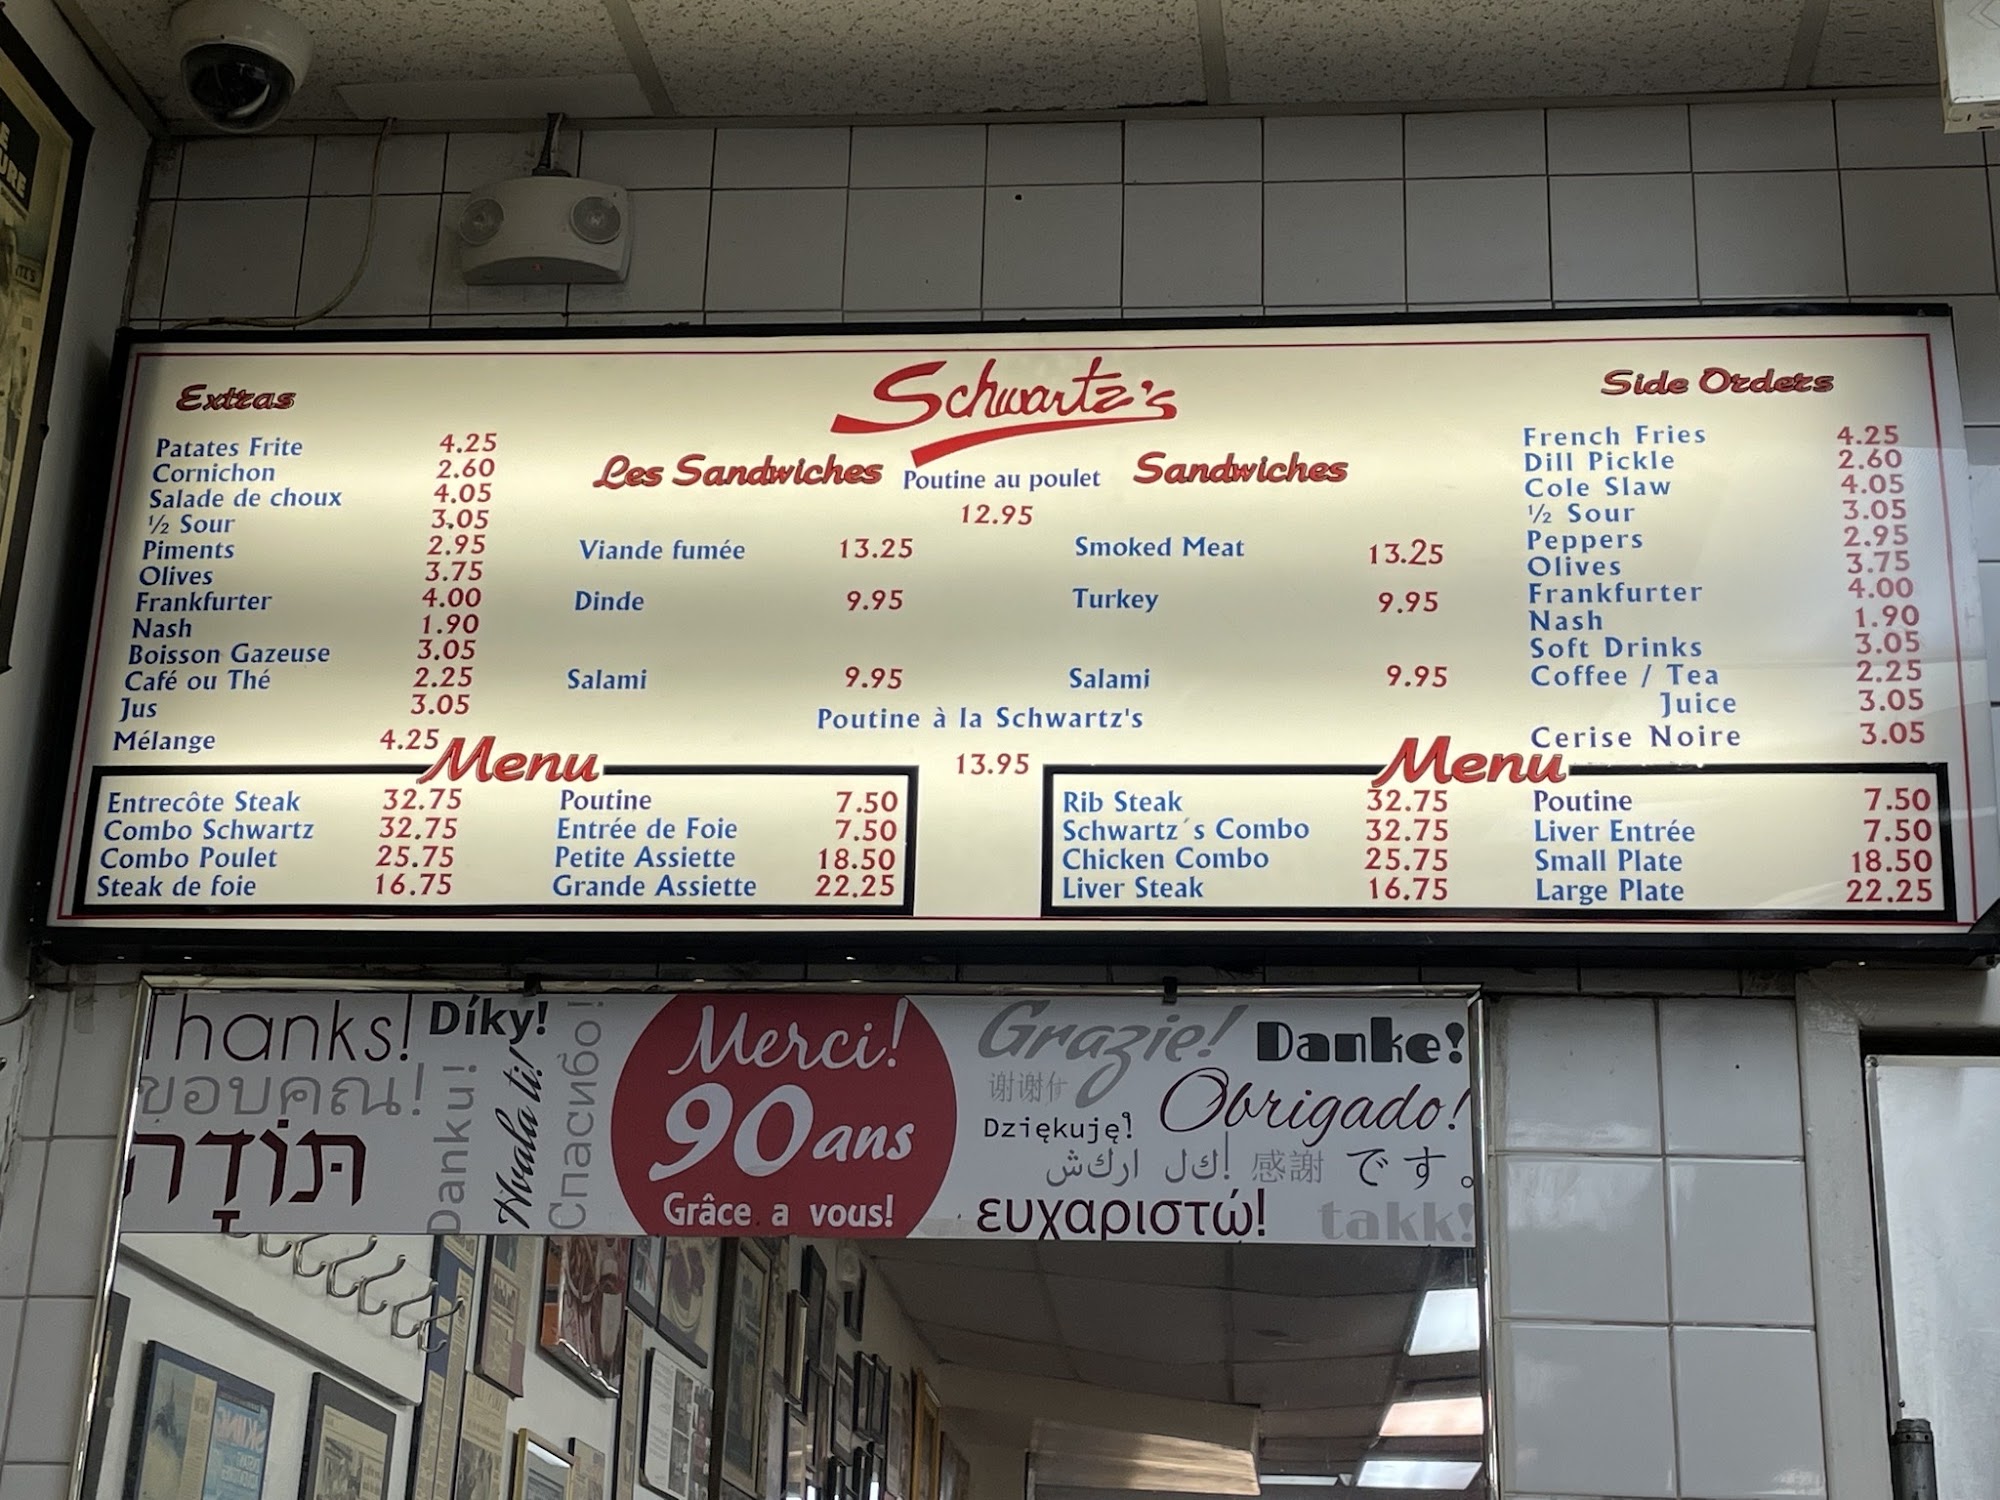 Schwartz's
Extras
Patates Frite 4.25
Cornichon 2.60
Salade de choux 4.05
½ Sour 3.05
Piments 2.95
Olives 3.75
Frankfurter 4.00
Nash 1.90
Boisson Gazeuse 3.05
Café ou Thé 2.25
Jus 3.05
Mélange 4.25
Les Sandwiches
Viande fumée 13.25
Dinde 9.95
Salami 9.95
Poutine au poulet
12.95
Poutine à la Schwartz's
13.95
Sandwiches
Smoked Meat 13.25
Turkey 9.95
Salami 9.95
Side Orders
French Fries 4.25
Dill Pickle 2.60
Cole Slaw 4.05
½ Sour 3.05
Peppers 2.95
Olives 3.75
Frankfurter 4.00
Nash 1.90
Soft Drinks 3.05
Coffee / Tea 2.25
Juice 3.05
Cerise Noire 3.05
Menu
Entrecôte Steak 32.75 Poutine 7.50
Combo Schwartz 32.75 Entrée de Foie 7.50
Combo Poulet 25.75 Petite Assiette 18.50
Steak de foie 16.75 Grande Assiette 22.25
Menu
Rib Steak 32.75 Poutine 7.50
Schwartz´s Combo 32.75 Liver Entrée 7.50
Chicken Combo 25.75 Small Plate 18.50
Liver Steak 16.75 Large Plate 22.25
Thanks!
Díky!
ขอบคุณ!
תּוֹדָה
Danku!
Hvala ti!
Спасибо!
Merci!
90 ans
Grâce a vous!
Grazie!
Danke!
谢谢
Obrigado!
Dziękuję!
كل! اركش
感謝 です。
ευχαριστώ!
takk!